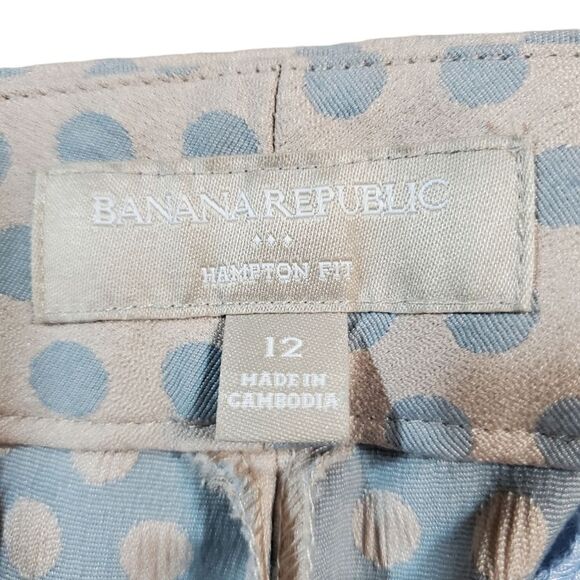 BANANA REPUBLIC
HAMPTON FIT
12
MADE IN
CAMBODIA